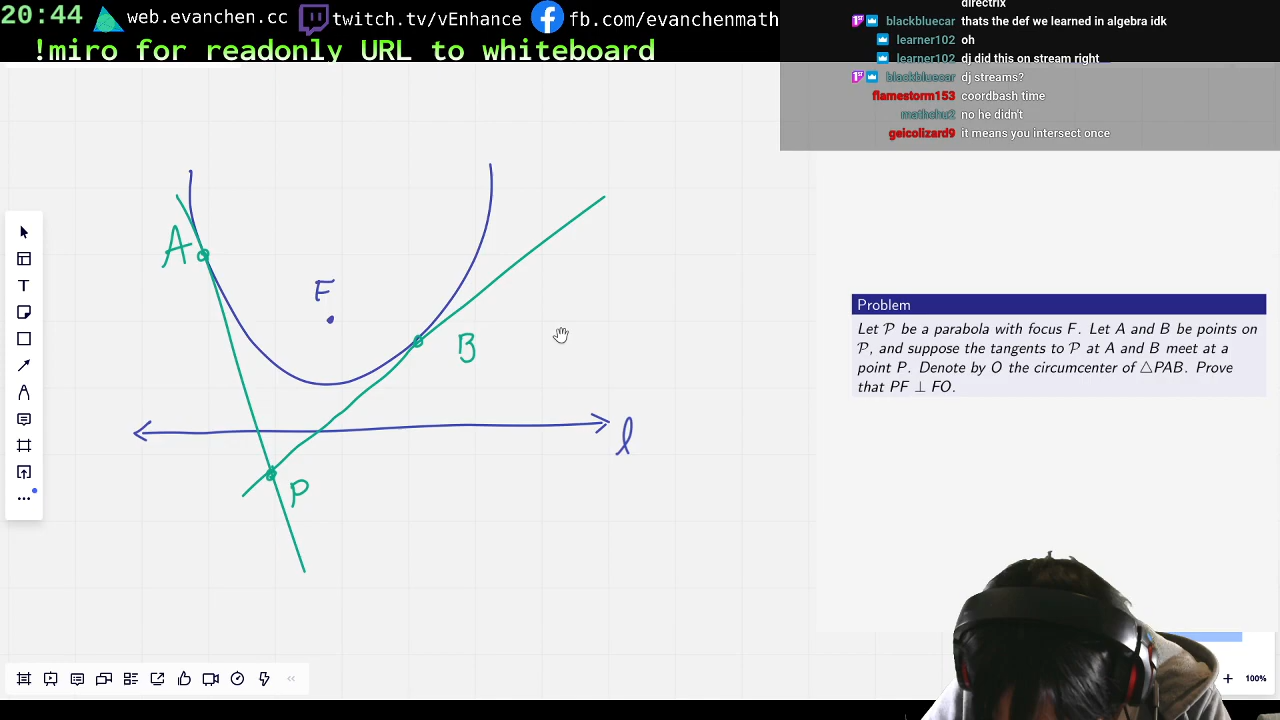 20:44 web.evanchen.cc twitch.tv/vEnhance fb.com/evanchenmath
!miro for readonly URL to whiteboard
directrix
blackbluecar thats the def we learned in algebra idk
learner102 oh
learner102 dj did this on stream right
blackbluecar dj streams?
flamestorm153 coordbash time
mathchu2 no he didn't
geicolizard9 it means you intersect once
A
F
B
l
P
Problem
Let P be a parabola with focus F. Let A and B be points on
P, and suppose the tangents to P at A and B meet at a
point P. Denote by O the circumcenter of △PAB. Prove
that PF ⊥ FO.
T
100%